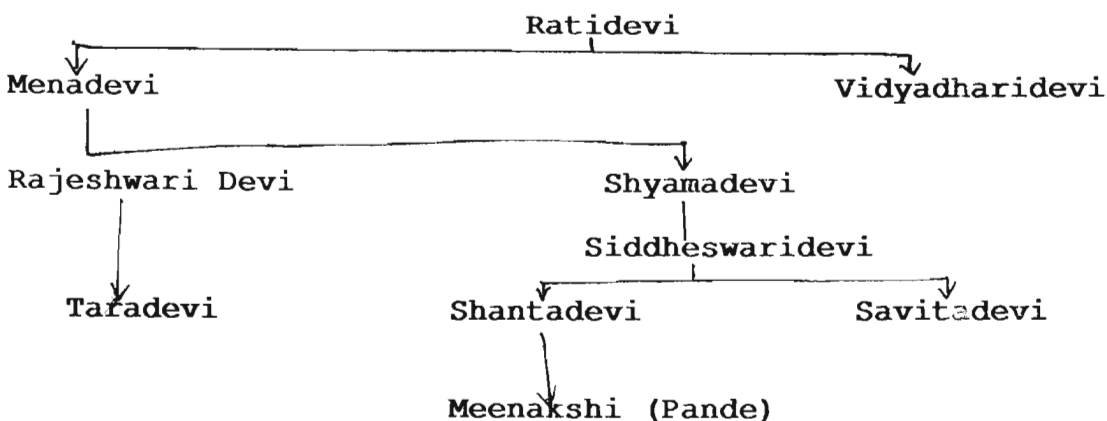 Ratidevi
Menadevi Vidyadharidevi
Rajeshwari Devi Shyamadevi
Siddheswaridevi
Taradevi Shantadevi Savitadevi
Meenakshi (Pande)